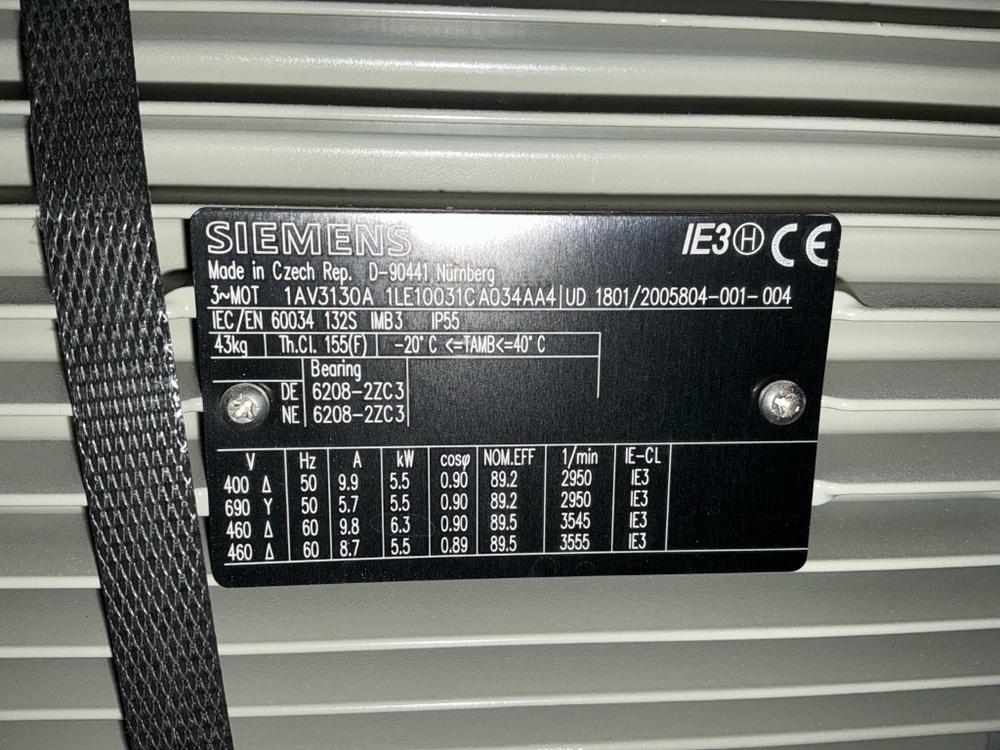 SIEMENS IE3 H CE
Made in Czech Rep. D-90441 Nürnberg
3~MOT 1AV3130A 1LE10031CA034AA4 UD 1801/2005804-001-004
IEC/EN 60034 132S IMB3 IP55
43kg Th.Cl. 155(F) -20°C <=TAMB<=40°C
Bearing
DE 6208-2ZC3
NE 6208-2ZC3
V Hz A kW cosφ NOM.EFF 1/min IE-CL
400 Δ 50 9.9 5.5 0.90 89.2 2950 IE3
690 Y 50 5.7 5.5 0.90 89.2 2950 IE3
460 Δ 60 9.8 6.3 0.90 89.5 3545 IE3
460 Δ 60 8.7 5.5 0.89 89.5 3555 IE3